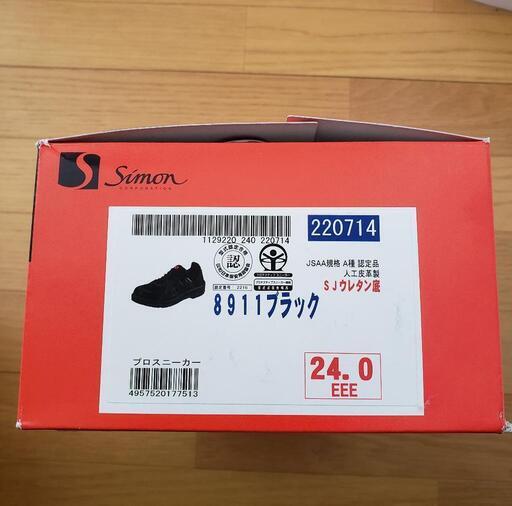 Simon
CORPORATION
1129220 240 220714
220714
JSAA規格 A種 認定品
人工皮革製
SJウレタン底
認
8911ブラック
プロスニーカー
4957520177513
24.0
EEE